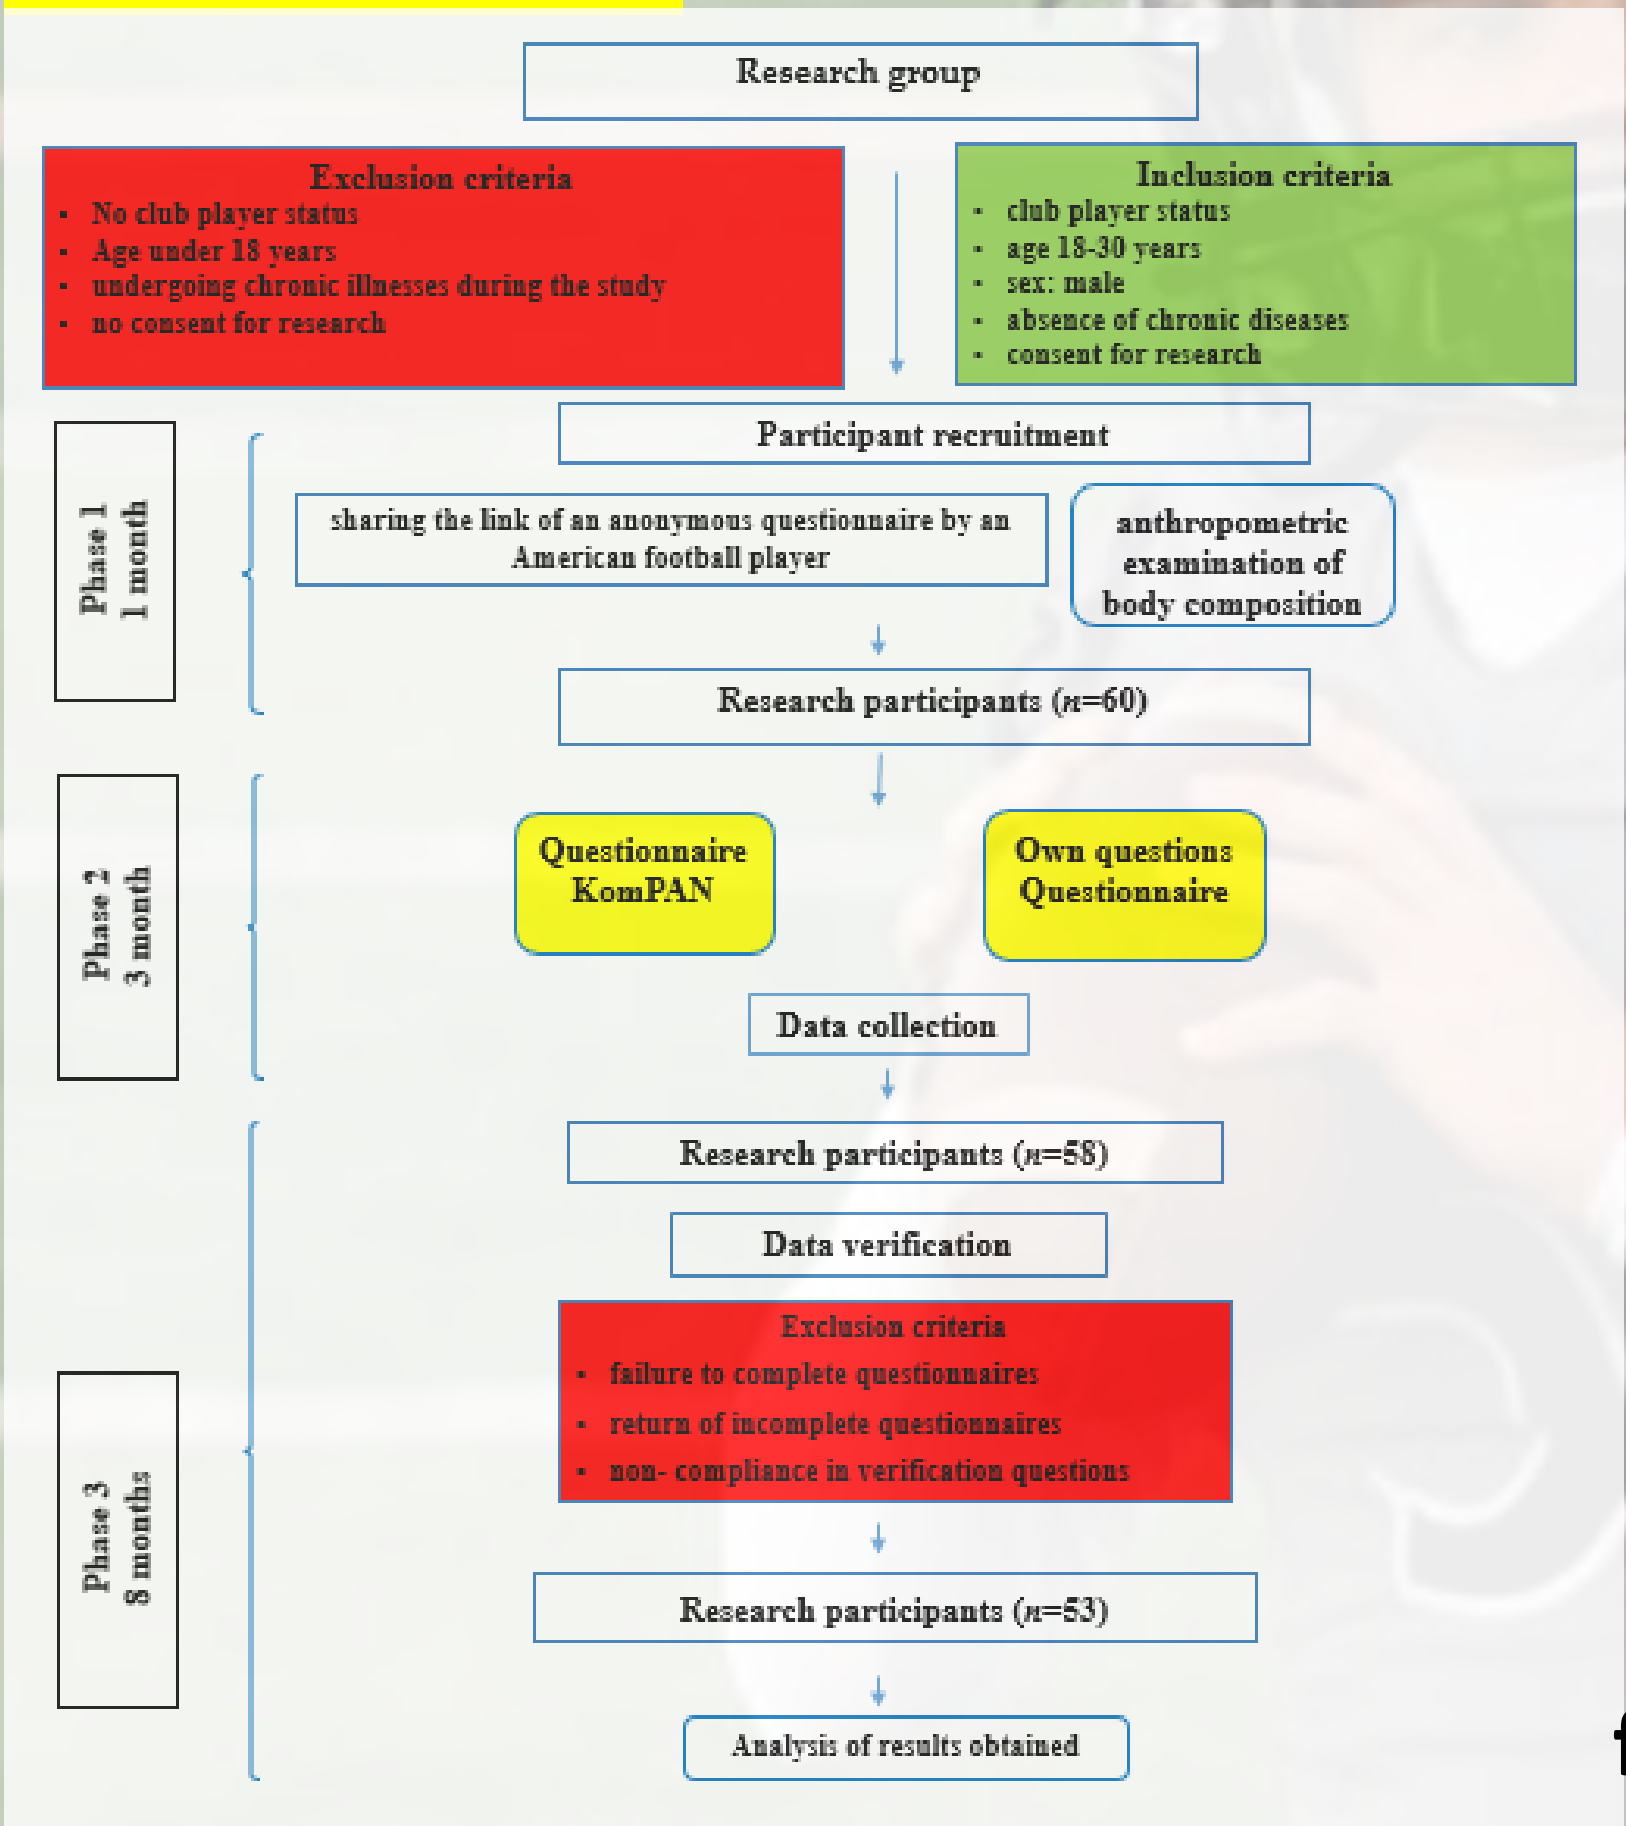 Research group
Exclusion criteria
▪ No club player status
▪ Age under 18 years
▪ undergoing chronic illnesses during the study
▪ no consent for research
Inclusion criteria
▪ club player status
▪ age 18-30 years
▪ sex: male
▪ absence of chronic diseases
▪ consent for research
Phase 1
1 month
Participant recruitment
sharing the link of an anonymous questionnaire by an
American football player
anthropometric
examination of
body composition
Research participants (n=60)
Phase 2
3 month
Questionnaire
KomPAN
Own questions
Questionnaire
Data collection
Phase 3
8 months
Research participants (n=58)
Data verification
Exclusion criteria
▪ failure to complete questionnaires
▪ return of incomplete questionnaires
▪ non- compliance in verification questions
Research participants (n=53)
Analysis of results obtained